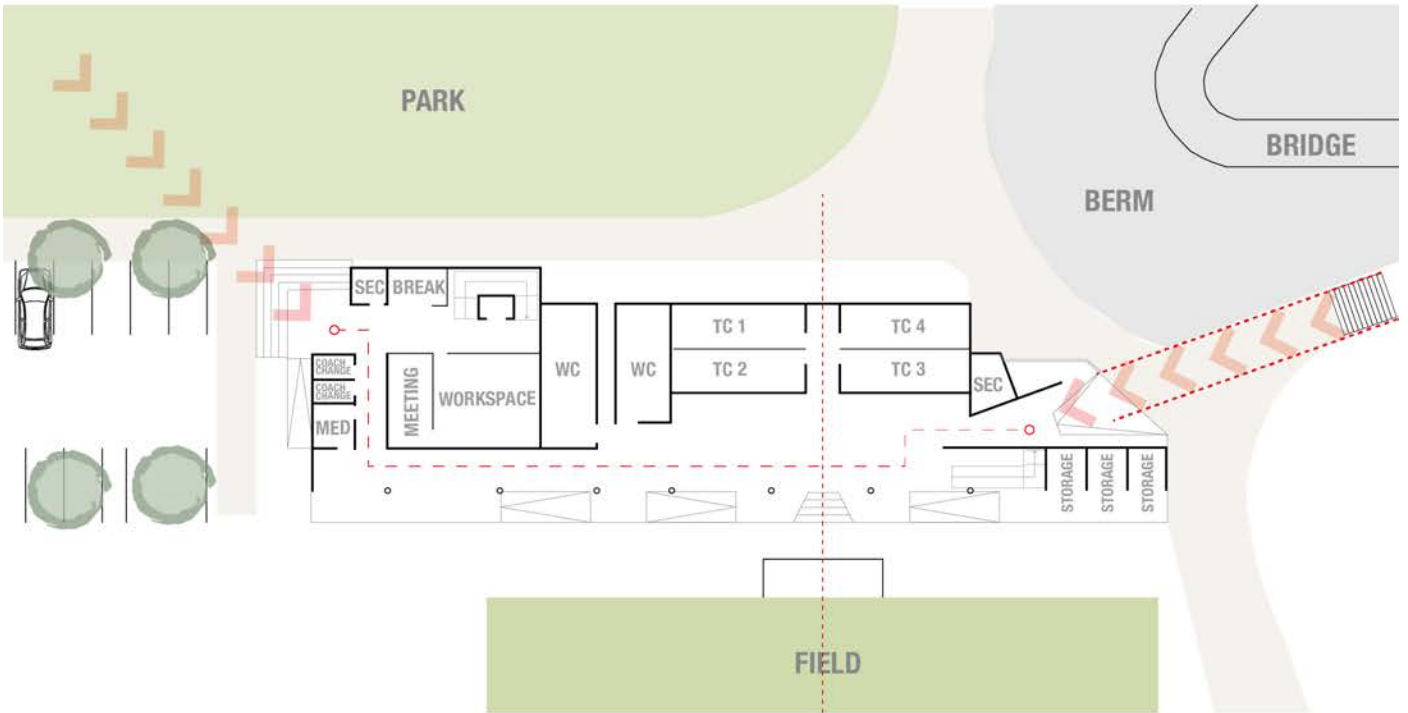 PARK
BRIDGE
BERM
SEC
BREAK
TC 1
TC 4
COACH
CHANGE
COACH
CHANGE
MED
MEETING
WORKSPACE
WC
WC
TC 2
TC 3
SEC
STORAGE
STORAGE
STORAGE
FIELD